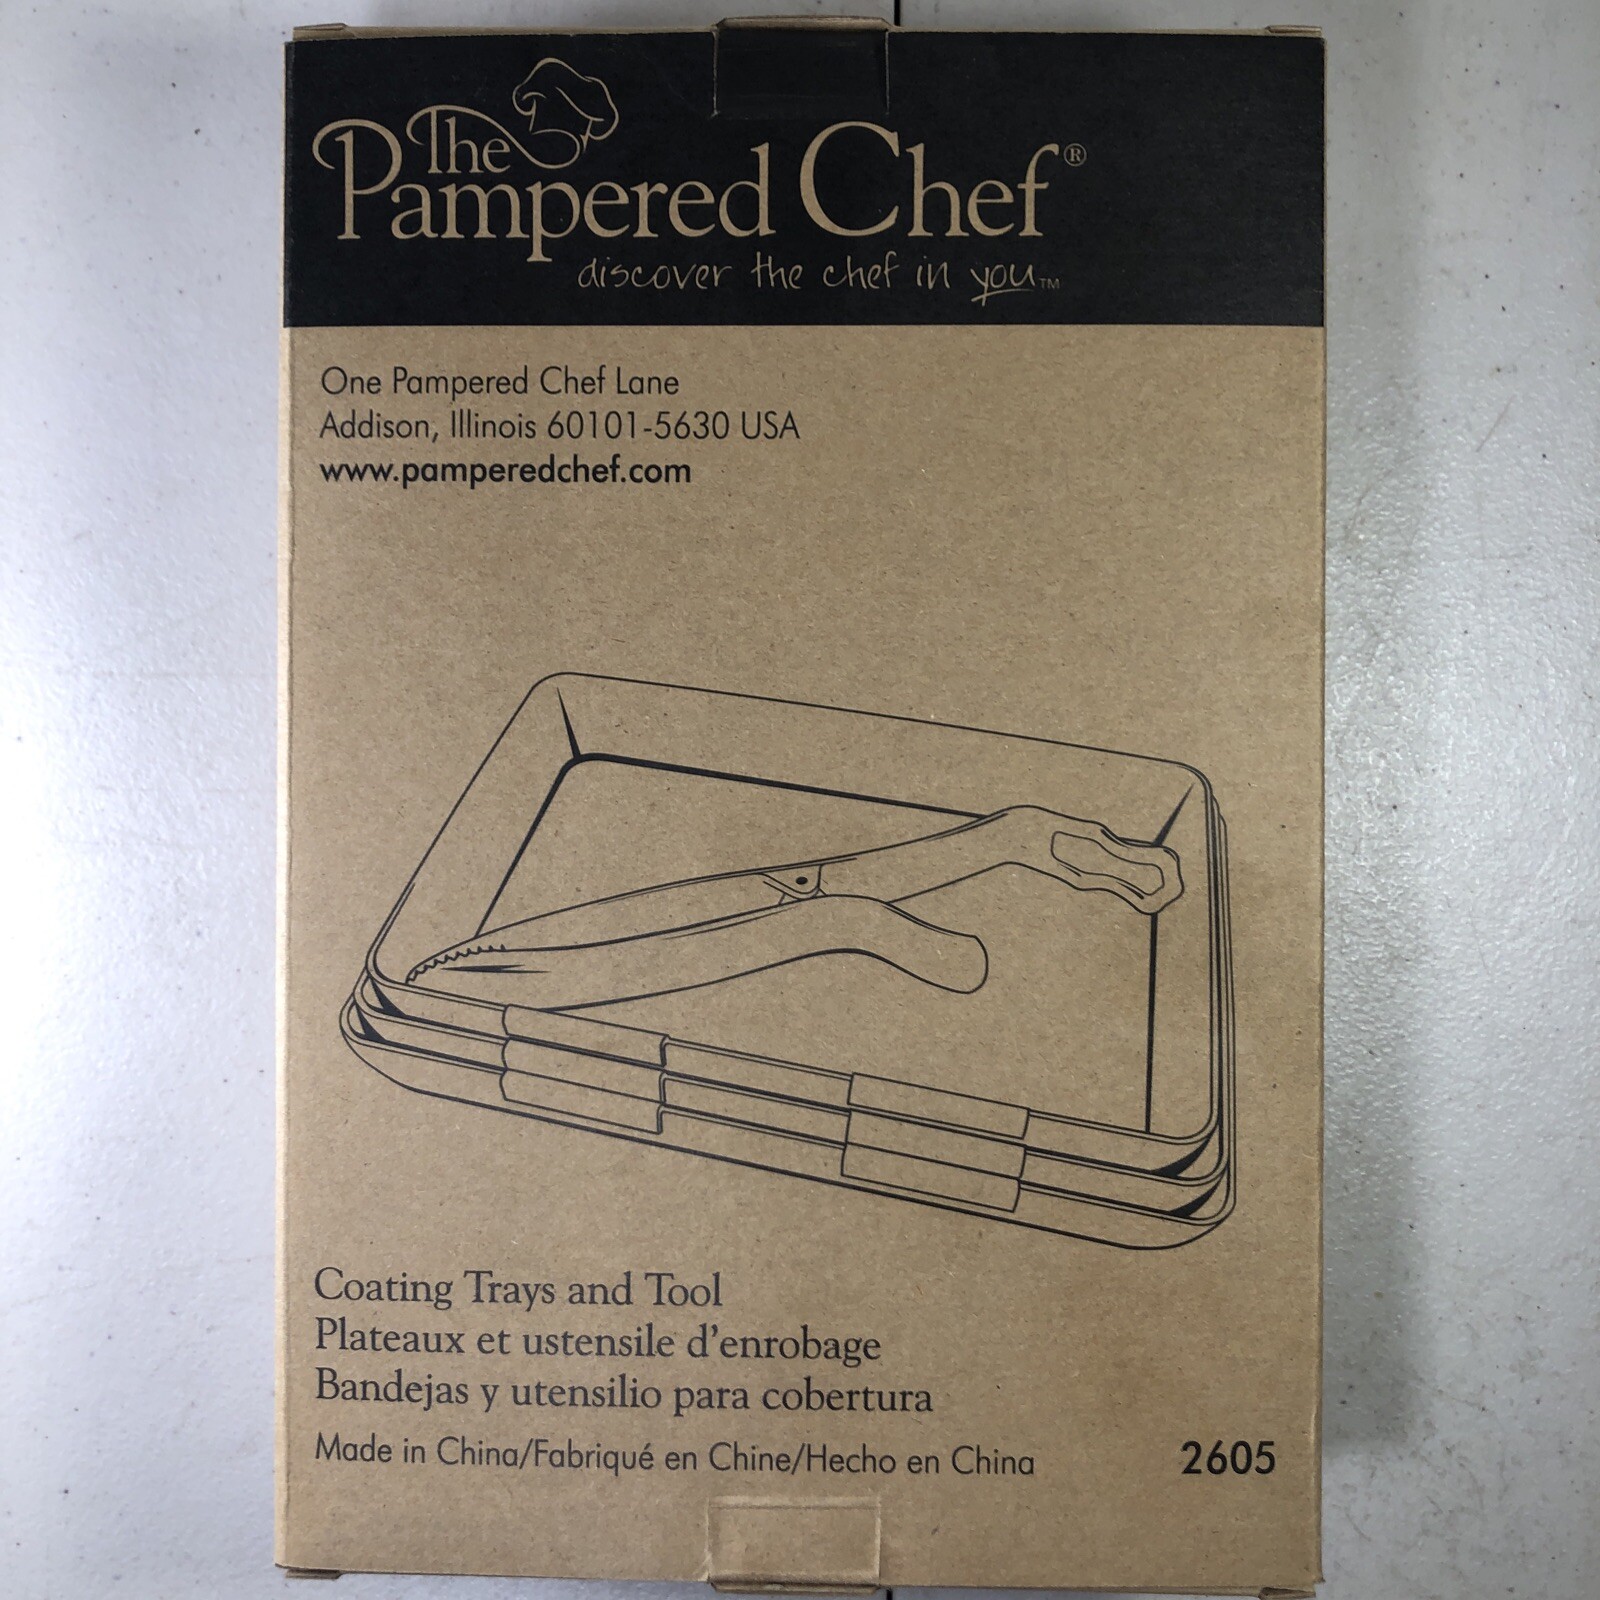 The
Pampered Chef®
discover the chef in you™
One Pampered Chef Lane
Addison, Illinois 60101-5630 USA
www.pamperedchef.com
Coating Trays and Tool
Plateaux et ustensile d'enrobage
Bandejas y utensilio para cobertura
Made in China/Fabriqué en Chine/Hecho en China 2605